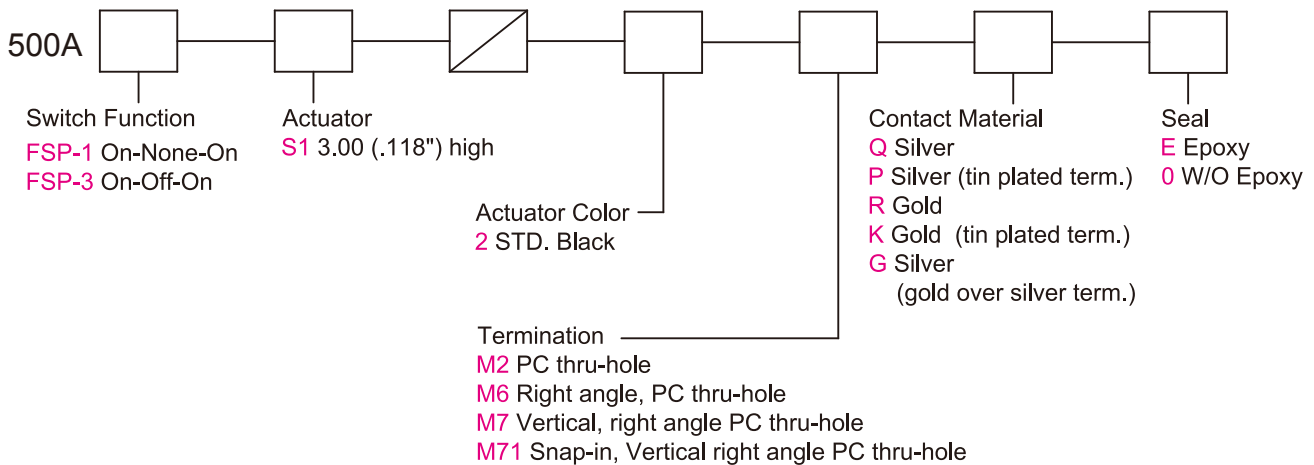 500A
Switch Function
FSP-1 On-None-On
FSP-3 On-Off-On
Actuator
S1 3.00 (.118") high
Actuator Color
2 STD. Black
Termination
M2 PC thru-hole
M6 Right angle, PC thru-hole
M7 Vertical, right angle PC thru-hole
M71 Snap-in, Vertical right angle PC thru-hole
Contact Material
Q Silver
P Silver (tin plated term.)
R Gold
K Gold (tin plated term.)
G Silver
(gold over silver term.)
Seal
E Epoxy
0 W/O Epoxy